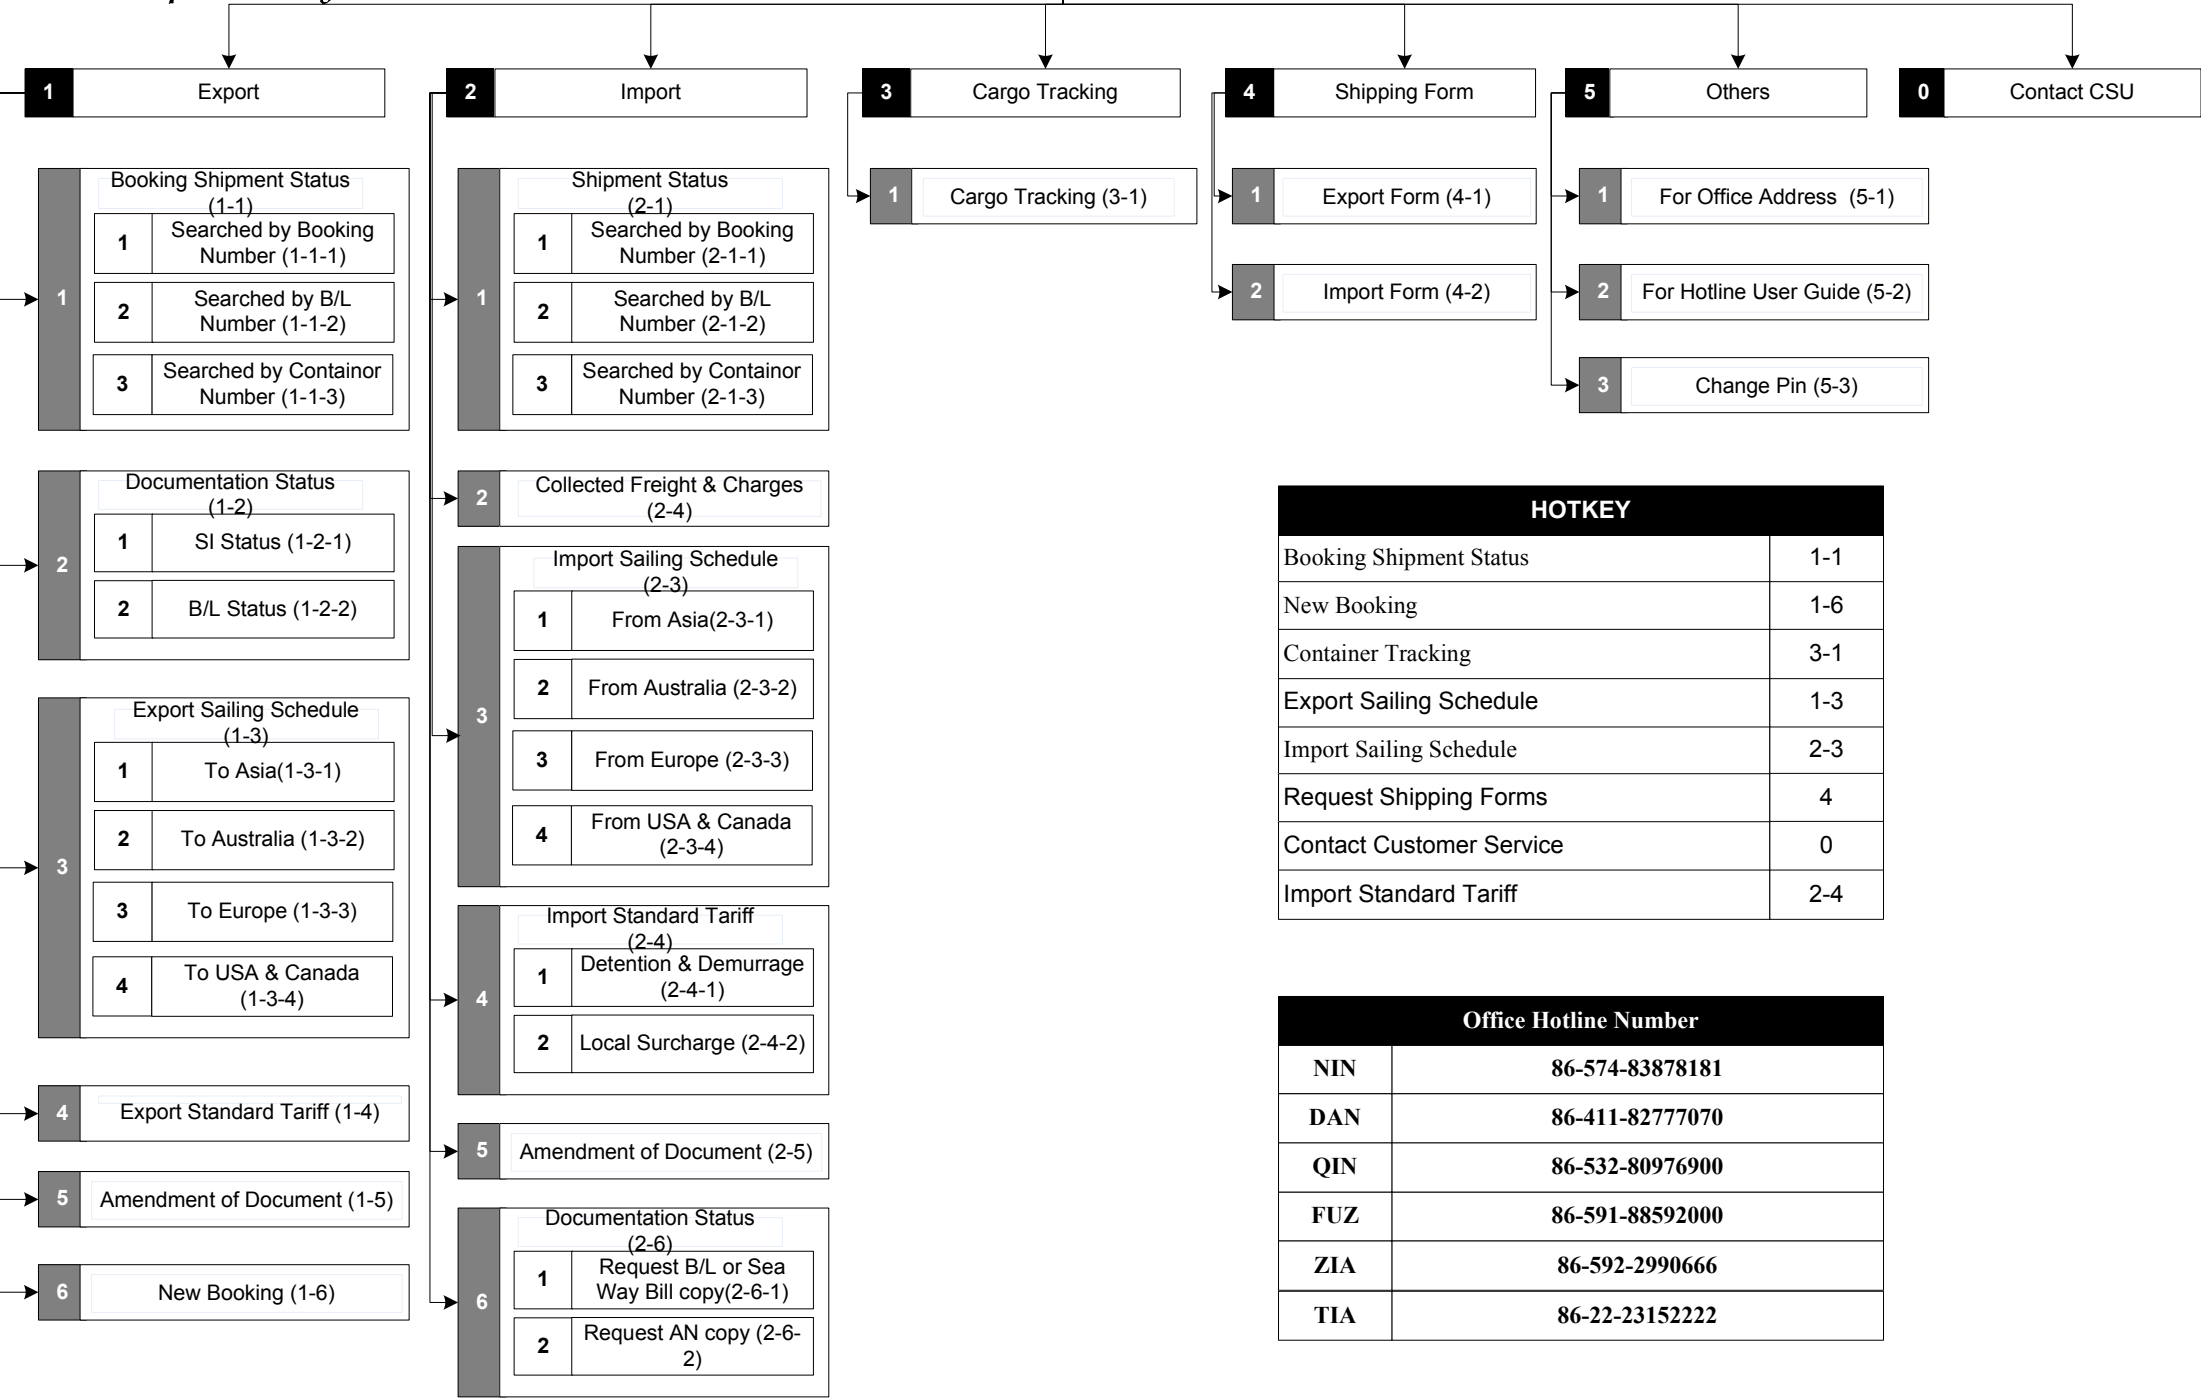 1 Export
2 Import
3 Cargo Tracking
4 Shipping Form
5 Others
0 Contact CSU
1
Booking Shipment Status
(1-1)
1 Searched by Booking
Number (1-1-1)
2 Searched by B/L
Number (1-1-2)
3 Searched by Containor
Number (1-1-3)
2
Documentation Status
(1-2)
1 SI Status (1-2-1)
2 B/L Status (1-2-2)
3
Export Sailing Schedule
(1-3)
1 To Asia(1-3-1)
2 To Australia (1-3-2)
3 To Europe (1-3-3)
4 To USA & Canada
(1-3-4)
4 Export Standard Tariff (1-4)
5 Amendment of Document (1-5)
6 New Booking (1-6)
1
Shipment Status
(2-1)
1 Searched by Booking
Number (2-1-1)
2 Searched by B/L
Number (2-1-2)
3 Searched by Containor
Number (2-1-3)
2 Collected Freight & Charges
(2-4)
3
Import Sailing Schedule
(2-3)
1 From Asia(2-3-1)
2 From Australia (2-3-2)
3 From Europe (2-3-3)
4 From USA & Canada
(2-3-4)
4
Import Standard Tariff
(2-4)
1 Detention & Demurrage
(2-4-1)
2 Local Surcharge (2-4-2)
5 Amendment of Document (2-5)
6
Documentation Status
(2-6)
1 Request B/L or Sea
Way Bill copy(2-6-1)
2 Request AN copy (2-6-
2)
1 Cargo Tracking (3-1)
1 Export Form (4-1)
2 Import Form (4-2)
1 For Office Address (5-1)
2 For Hotline User Guide (5-2)
3 Change Pin (5-3)
HOTKEY
Booking Shipment Status 1-1
New Booking 1-6
Container Tracking 3-1
Export Sailing Schedule 1-3
Import Sailing Schedule 2-3
Request Shipping Forms 4
Contact Customer Service 0
Import Standard Tariff 2-4
Office Hotline Number
NIN 86-574-83878181
DAN 86-411-82777070
QIN 86-532-80976900
FUZ 86-591-88592000
ZIA 86-592-2990666
TIA 86-22-23152222